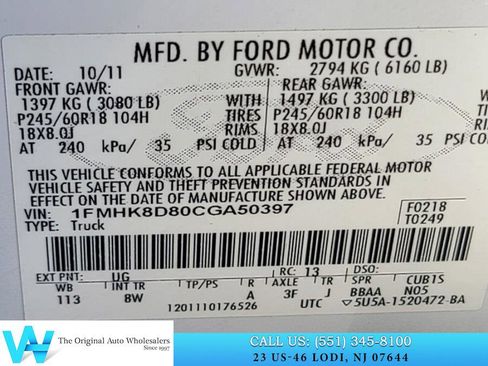 MFD. BY FORD MOTOR CO.
DATE: 10/11 GVWR: 2794 KG ( 6160 LB)
FRONT GAWR: REAR GAWR:
1397 KG ( 3080 LB) WITH 1497 KG ( 3300 LB)
P245/60R18 104H TIRES P245/60R18 104H
18X8.0J RIMS 18X8.0J
AT 240 kPa/ 35 PSI COLD AT 240 kPa/ 35 PSI COLD
THIS VEHICLE CONFORMS TO ALL APPLICABLE FEDERAL MOTOR
VEHICLE SAFETY AND THEFT PREVENTION STANDARDS IN
EFFECT ON THE DATE OF MANUFACTURE SHOWN ABOVE.
VIN: 1FMHK8D80CGA50397 F0218
TYPE: Truck T0249
EXT PNT: UG RC: 13 DSO:
WB INT TR TP/PS R AXLE TR SPR CUB1S
113 8W A 3F J BBAA N05
1201110176526 UTC 5U5A-1520472-BA
The Original Auto Wholesalers
Since 1997
CALL US: (551) 345-8100
23 US-46 LODI, NJ 07644